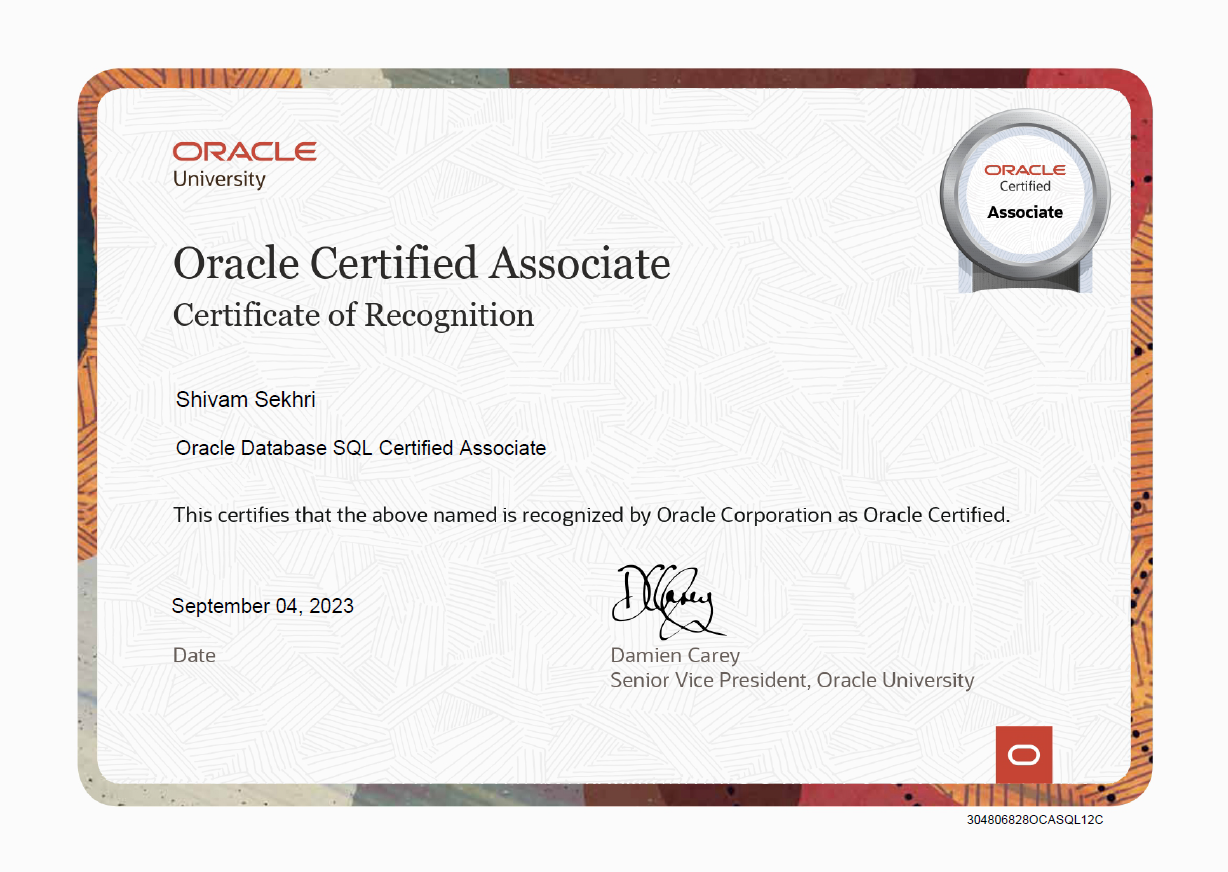 ORACLE
University
ORACLE
Certified
Associate
Oracle Certified Associate
Certificate of Recognition
Shivam Sekhri
Oracle Database SQL Certified Associate
This certifies that the above named is recognized by Oracle Corporation as Oracle Certified.
September 04, 2023
Date
DCarey
Damien Carey
Senior Vice President, Oracle University
304806828OCASQL12C